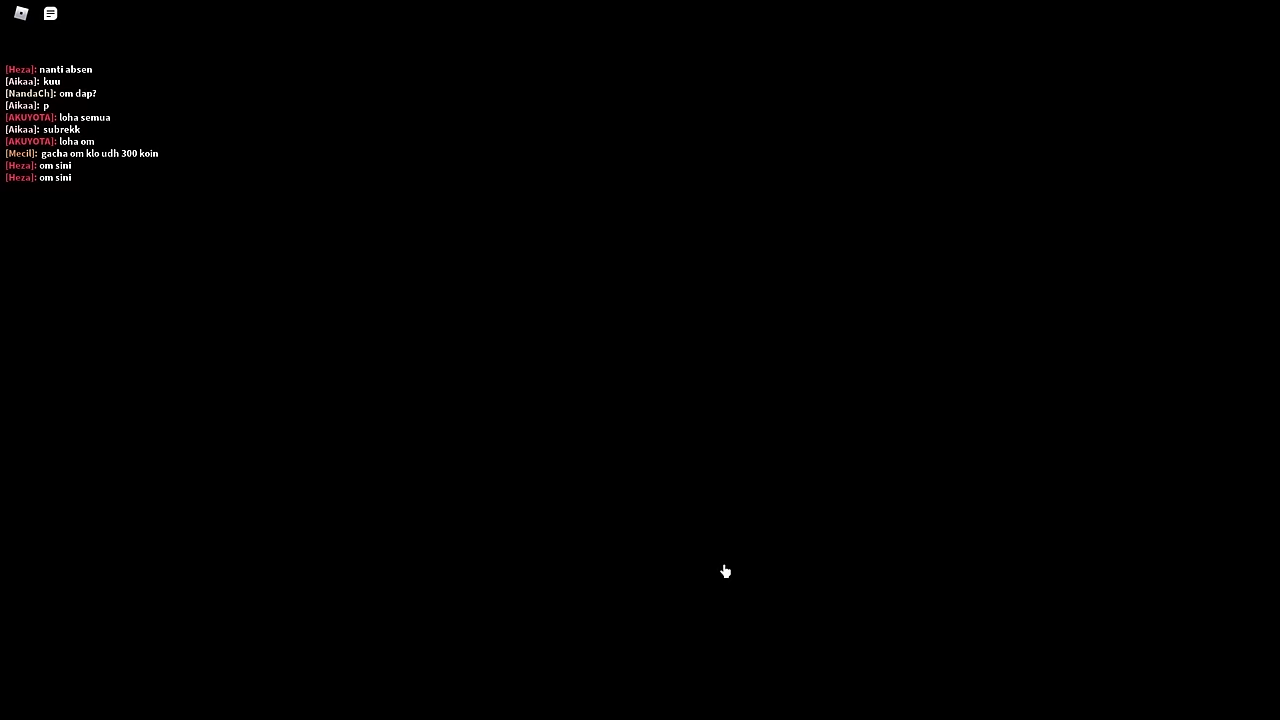 [Heza]: nanti absen
[Aikaa]: kuu
[NandaCh]: om dap?
[Aikaa]: p
[AKUYOTA]: loha semua
[Aikaa]: subrekk
[AKUYOTA]: loha om
[Mecil]: gacha om klo udh 300 koin
[Heza]: om sini
[Heza]: om sini